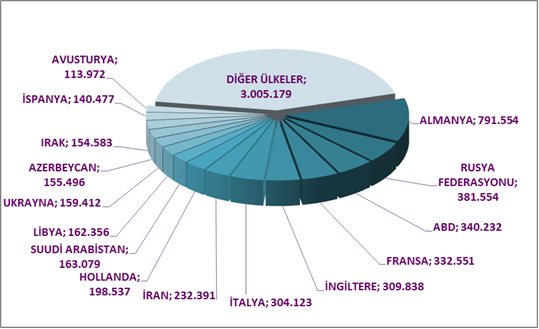 DİĞER ÜLKELER;
3.005.179
ALMANYA; 791.554
RUSYA
FEDERASYONU;
381.554
ABD; 340.232
FRANSA; 332.551
İNGİLTERE; 309.838
İTALYA; 304.123
İRAN; 232.391
HOLLANDA;
198.537
SUUDİ ARABİSTAN;
163.079
LİBYA; 162.356
UKRAYNA; 159.412
AZERBEYCAN;
155.496
IRAK; 154.583
İSPANYA; 140.477
AVUSTURYA;
113.972